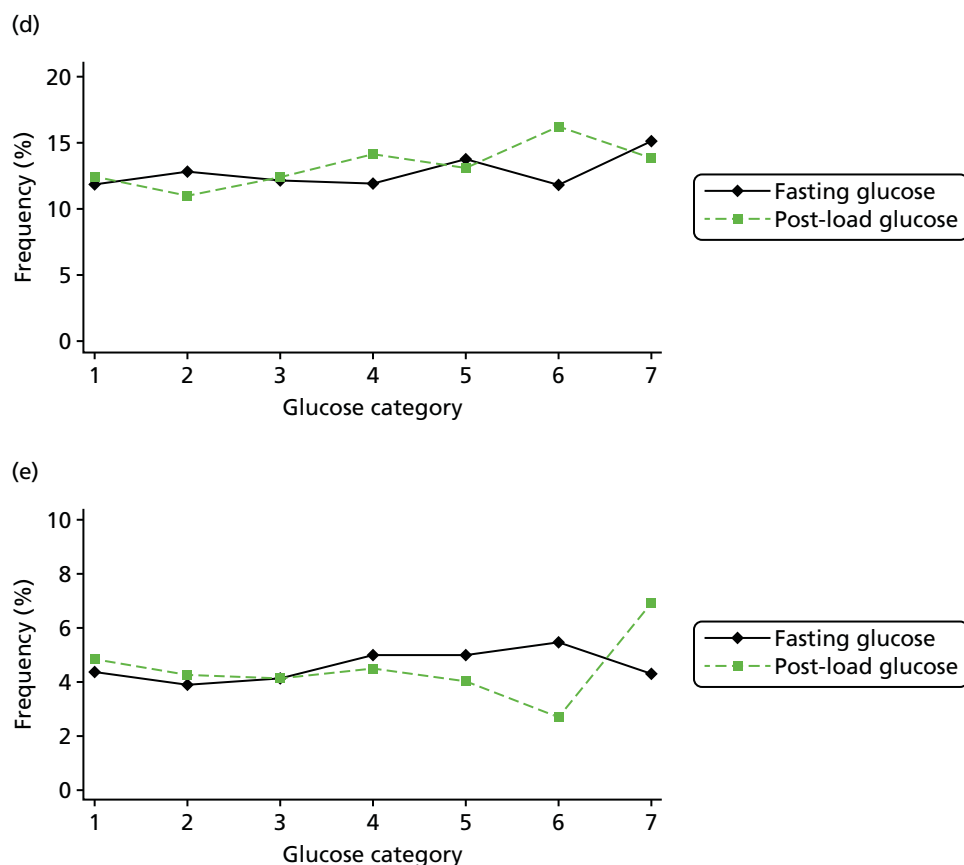 (d)
20
15
10
5
0
Frequency (%)
1 2 3 4 5 6 7
Glucose category
Fasting glucose
Post-load glucose
(e)
10
8
6
4
2
0
Frequency (%)
1 2 3 4 5 6 7
Glucose category
Fasting glucose
Post-load glucose